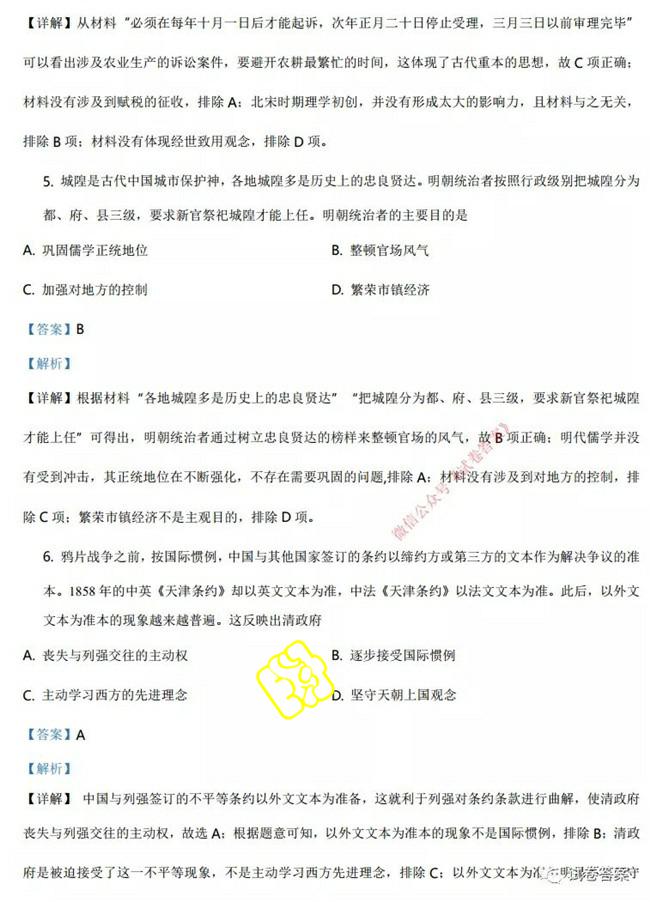 【详解】从材料“必须在每年十月一日后才能起诉，次年正月二十日停止受理，三月三日以前审理完毕”
可以看出涉及农业生产的诉讼案件，要避开农耕最繁忙的时间，这体现了古代重本的思想，故 C 项正确；
材料没有涉及到赋税的征收，排除 A；北宋时期理学初创，并没有形成太大的影响力，且材料与之无关，
排除 B 项；材料没有体现经世致用观念，排除 D 项。
5. 城隍是古代中国城市保护神，各地城隍多是历史上的忠良贤达。明朝统治者按照行政级别把城隍分为
都、府、县三级，要求新官祭祀城隍才能上任。明朝统治者的主要目的是
A. 巩固儒学正统地位 B. 整顿官场风气
C. 加强对地方的控制 D. 繁荣市镇经济
【答案】B
【解析】
【详解】根据材料“各地城隍多是历史上的忠良贤达”“把城隍分为都、府、县三级，要求新官祭祀城隍
才能上任”可得出，明朝统治者通过树立忠良贤达的榜样来整顿官场的风气，故 B 项正确；明代儒学并没
有受到冲击，其正统地位在不断强化，不存在需要巩固的问题,排除 A；材料没有涉及到对地方的控制，排
除 C 项；繁荣市镇经济不是主观目的，排除 D 项。
微信公众号《试卷答案》
6. 鸦片战争之前，按国际惯例，中国与其他国家签订的条约以缔约方或第三方的文本作为解决争议的准
本。1858 年的中英《天津条约》却以英文文本为准，中法《天津条约》以法文文本为准。此后，以外文
文本为准本的现象越来越普遍。这反映出清政府
A. 丧失与列强交往的主动权 B. 逐步接受国际惯例
C. 主动学习西方的先进理念 D. 坚守天朝上国观念
【答案】A
【解析】
【详解】 中国与列强签订的不平等条约以外文文本为准备，这就利于列强对条约条款进行曲解，使清政府
丧失与列强交往的主动权，故选 A；根据题意可知，以外文文本为准本的现象不是国际惯例，排除 B；清政
府是被迫接受了这一不平等现象，不是主动学习西方先进理念，排除 C；以外文文本为准，明
试卷答案
守